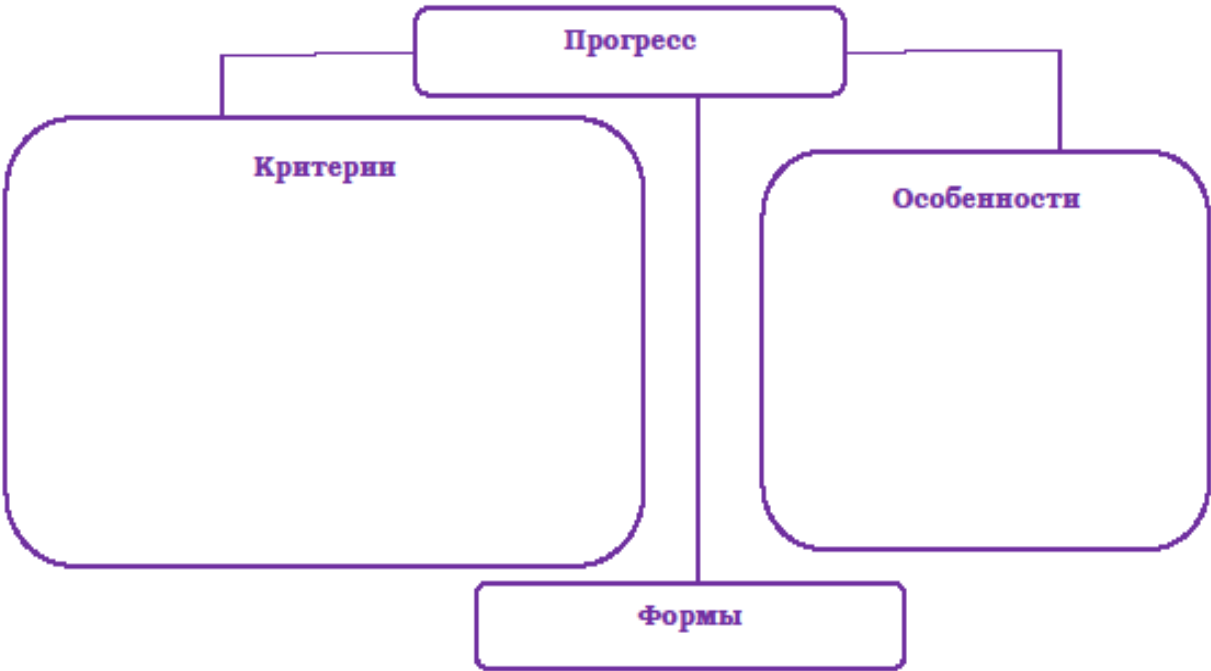 Прогресс
Критерии
Особенности
Формы